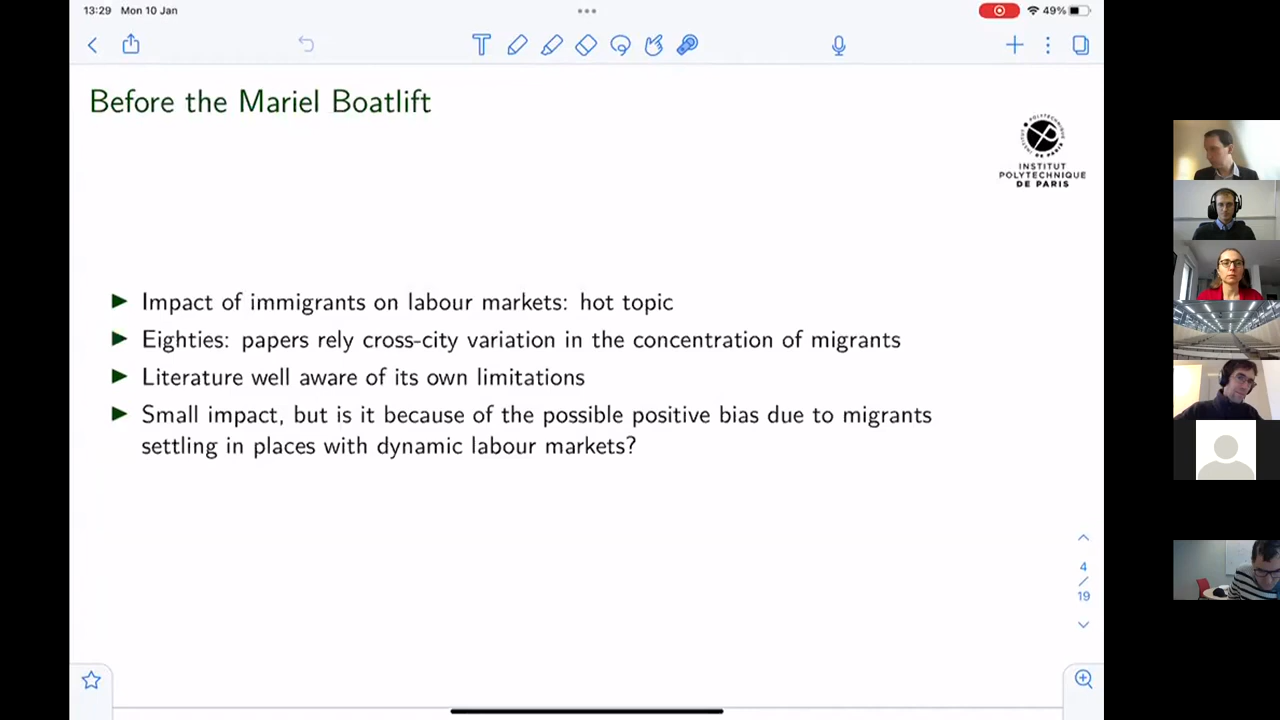 13:29 Mon 10 Jan
49%
Before the Mariel Boatlift
INSTITUT
POLYTECHNIQUE
DE PARIS
Impact of immigrants on labour markets: hot topic
Eighties: papers rely cross-city variation in the concentration of migrants
Literature well aware of its own limitations
Small impact, but is it because of the possible positive bias due to migrants
settling in places with dynamic labour markets?
4
/
19